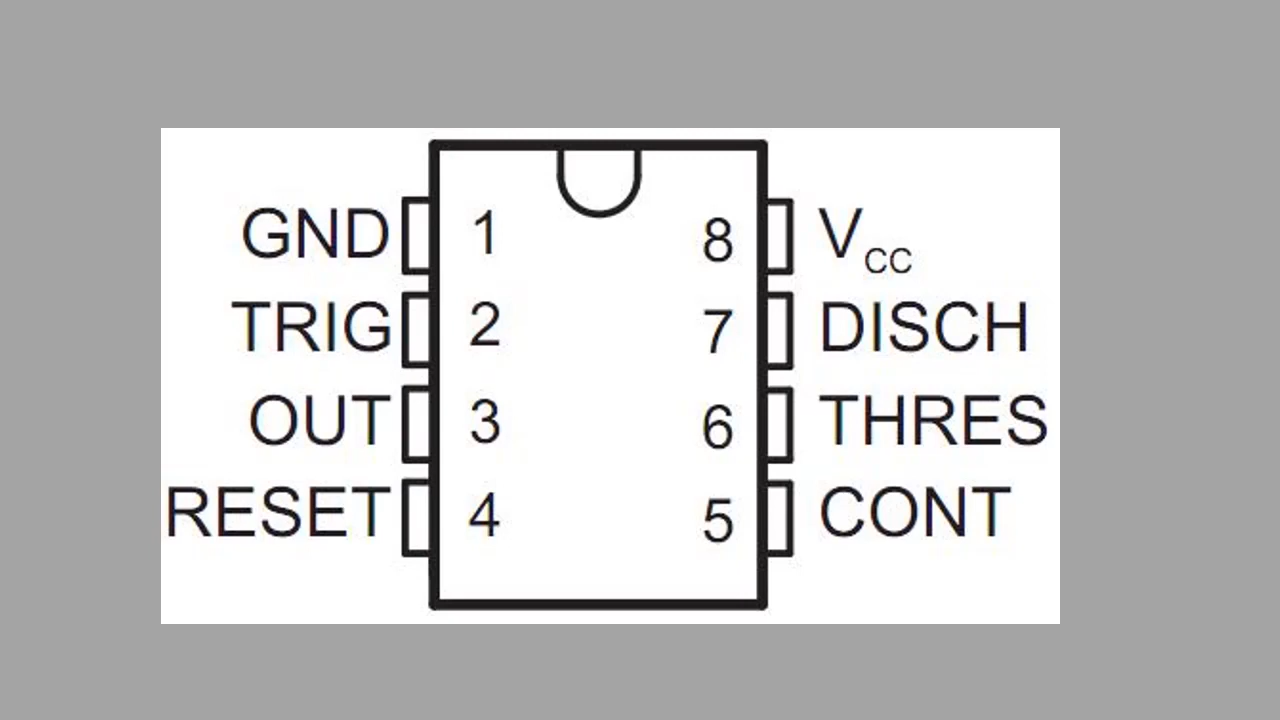 GND 1 8 VCC
TRIG 2 7 DISCH
OUT 3 6 THRES
RESET 4 5 CONT